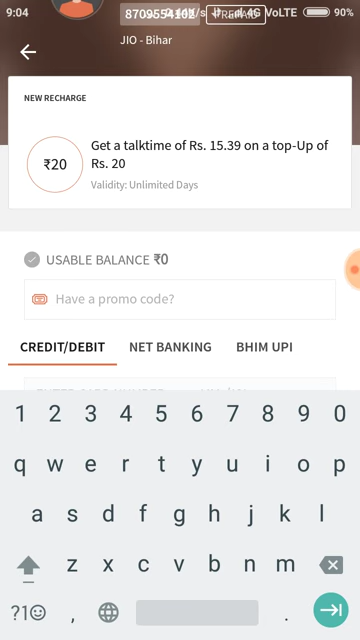 9:04
4G VoLTE
90%
PREPAID
JIO - Bihar
NEW RECHARGE
₹20
Get a talktime of Rs. 15.39 on a top-Up of
Rs. 20
Validity: Unlimited Days
USABLE BALANCE ₹0
Have a promo code?
CREDIT/DEBIT NET BANKING BHIM UPI
1 2 3 4 5 6 7 8 9 0
q w e r t y u i o p
a s d f g h j k l
z x c v b n m
?1☺ , .